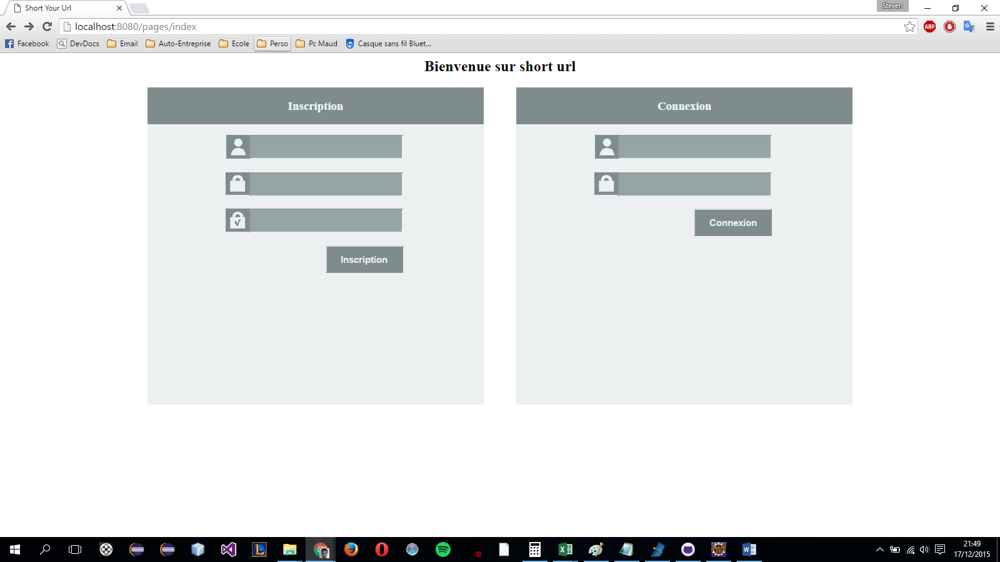 Short Your Url
Steven
localhost:8080/pages/index
ABP
Facebook DevDocs Email Auto-Entreprise Ecole Perso Pc Maud Casque sans fil Bluet...
Bienvenue sur short url
Inscription
Connexion
Connexion
Inscription
21:49
17/12/2015